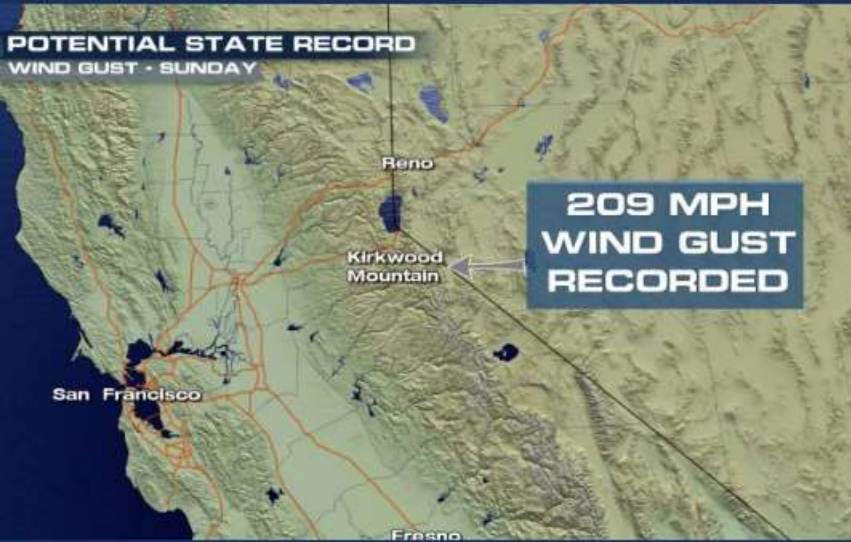 POTENTIAL STATE RECORD
WIND GUST - SUNDAY
Reno
209 MPH
WIND GUST
RECORDED
Kirkwood
Mountain
San Francisco
Fresno